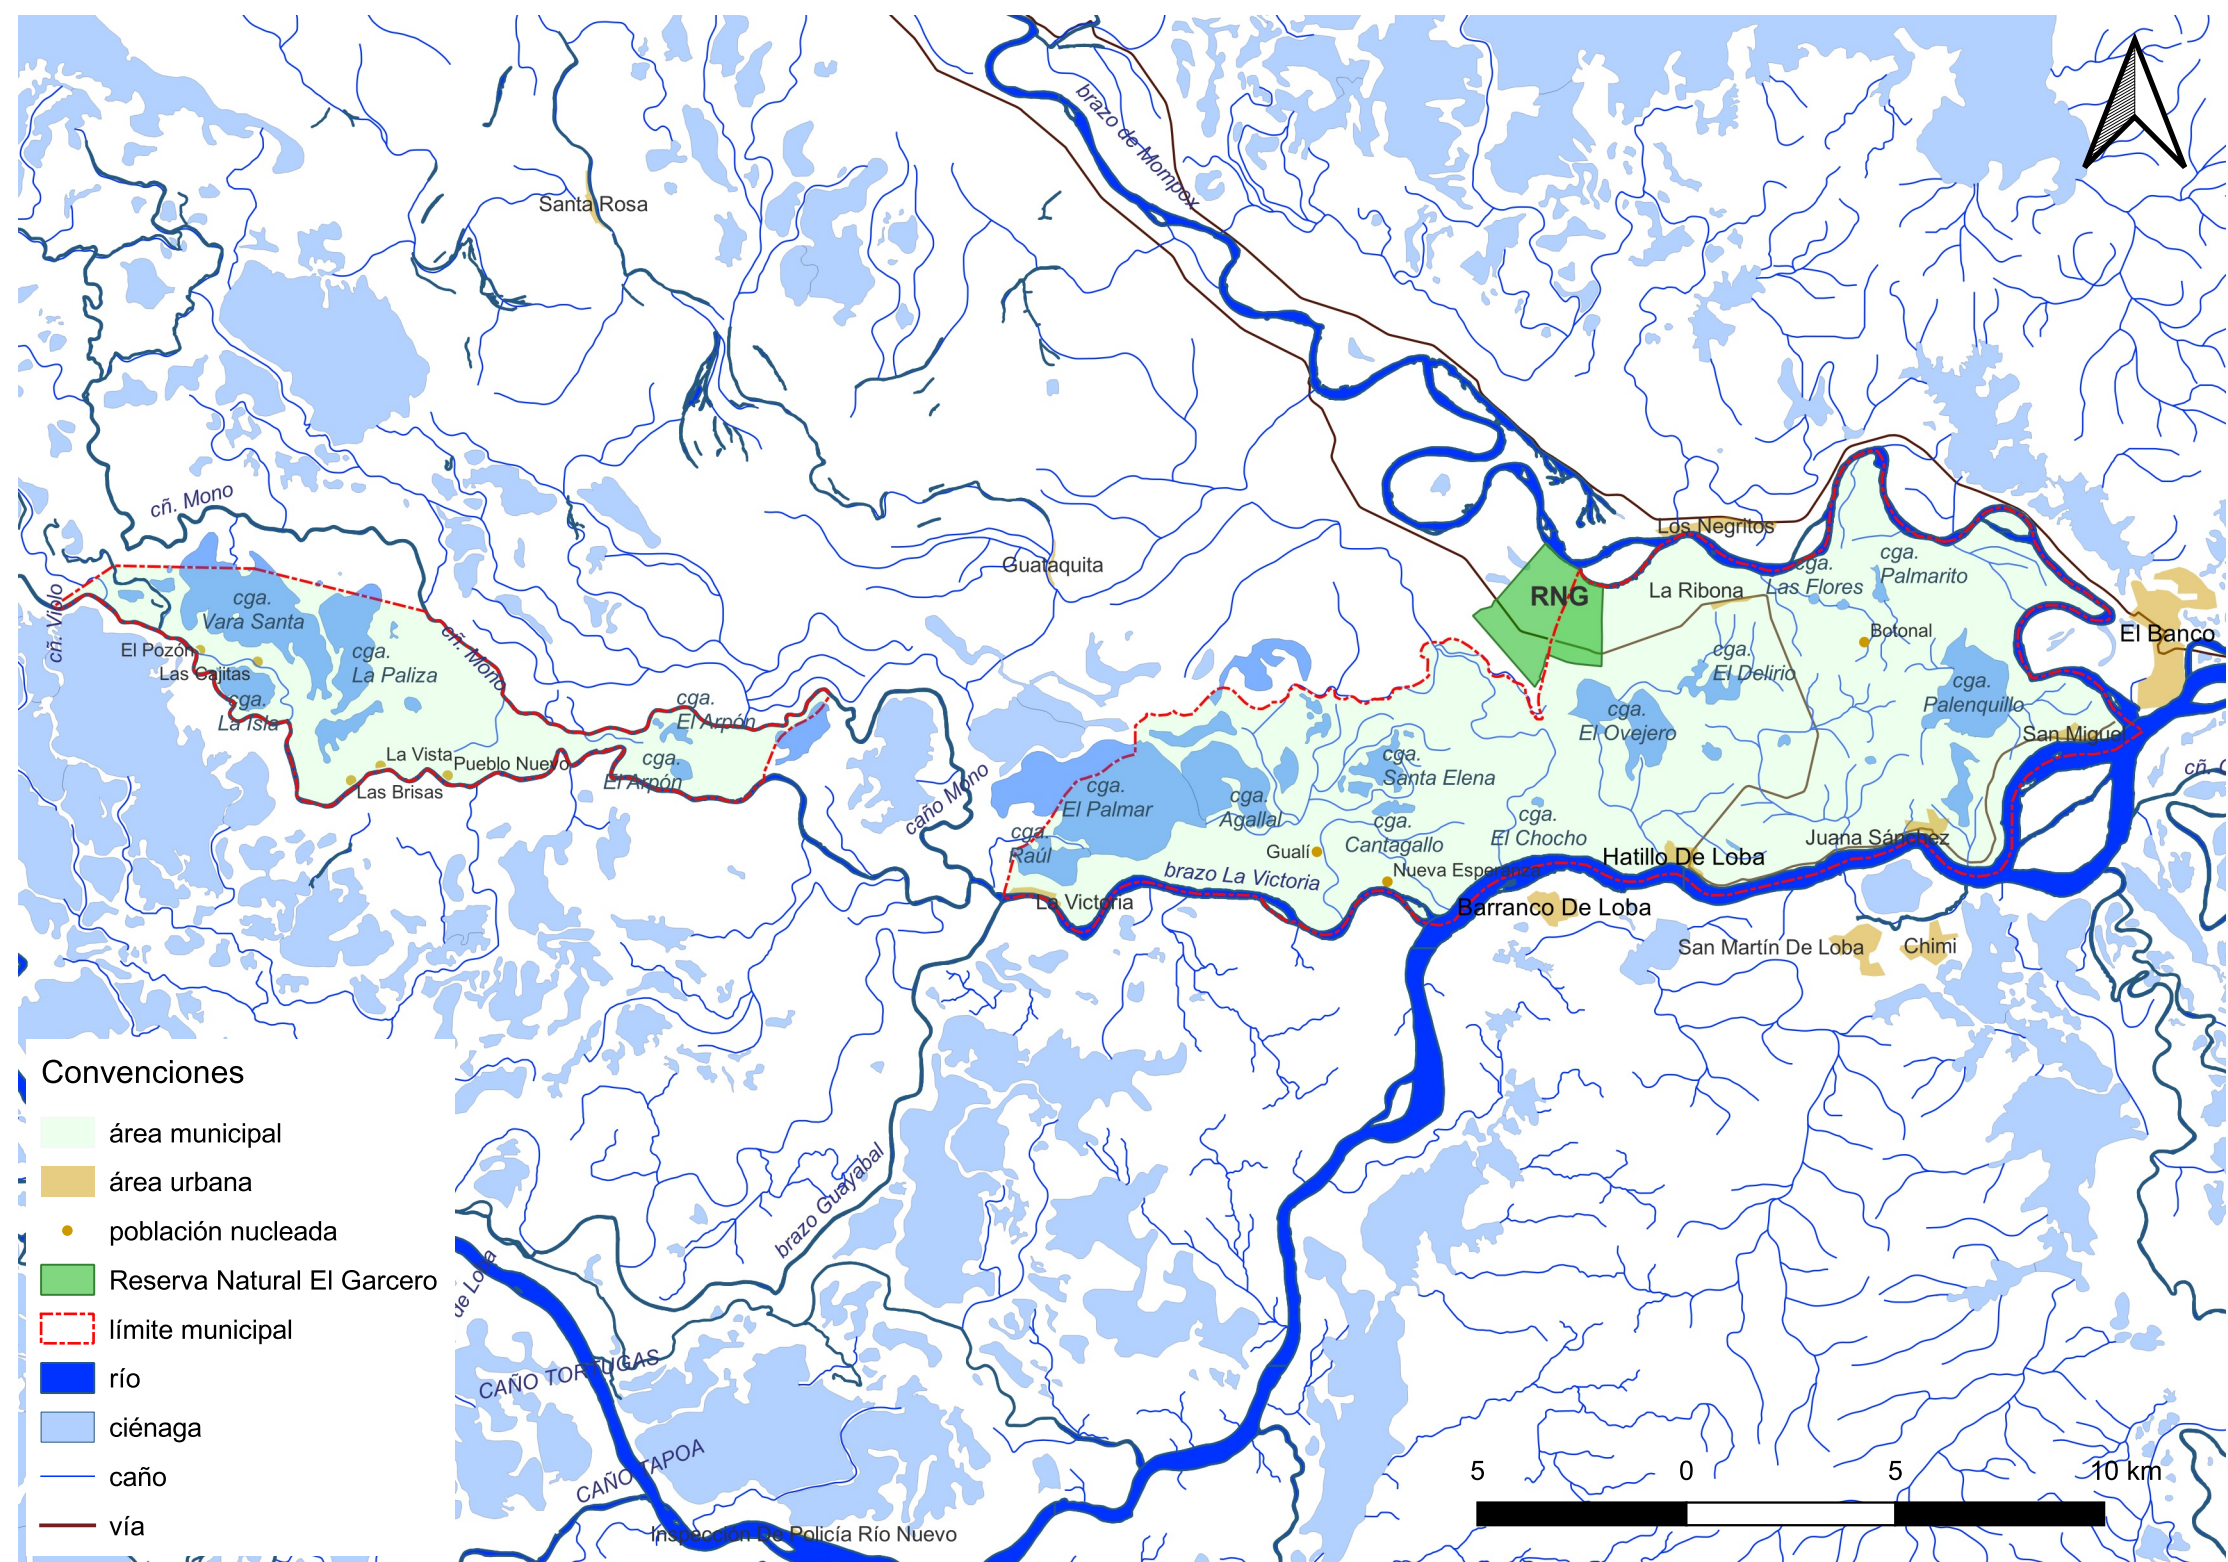 brazo de Mompox
Santa Rosa
cñ. Mono
Los Negritos
cga.
Palmarito
Guataquita
cga.
Las Flores
RNG
La Ribona
cñ. Violo
cga.
Vara Santa
El Pozón
Las Cajitas
cga.
La Paliza
cñ. Mono
cga.
La Isla
Botonal
El Banco
cga.
El Delirio
cga.
Palenquillo
cga.
El Arpón
cga.
El Ovejero
San Miguel
La Vista
Pueblo Nuevo
Las Brisas
cga.
El Arpón
caño Mono
cga.
El Palmar
cga.
Agallal
cga.
Santa Elena
cga.
Raúl
cga.
Cantagallo
cga.
El Chocho
Juana Sánchez
Gualí
Hatillo De Loba
Nueva Esperanza
brazo La Victoria
La Victoria
Barranco De Loba
San Martín De Loba
Chimi
brazo Guayabal
de Loba
CAÑO TORTUGAS
CAÑO TAPOA
Inspección De Policía Río Nuevo
Convenciones
área municipal
área urbana
población nucleada
Reserva Natural El Garcero
límite municipal
río
ciénaga
caño
vía
5 0 5 10 km